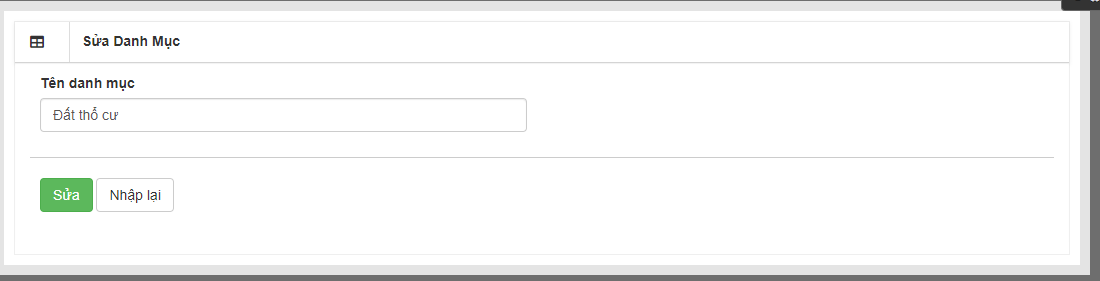 Sửa Danh Mục
Tên danh mục
Đất thổ cư
Sửa
Nhập lại